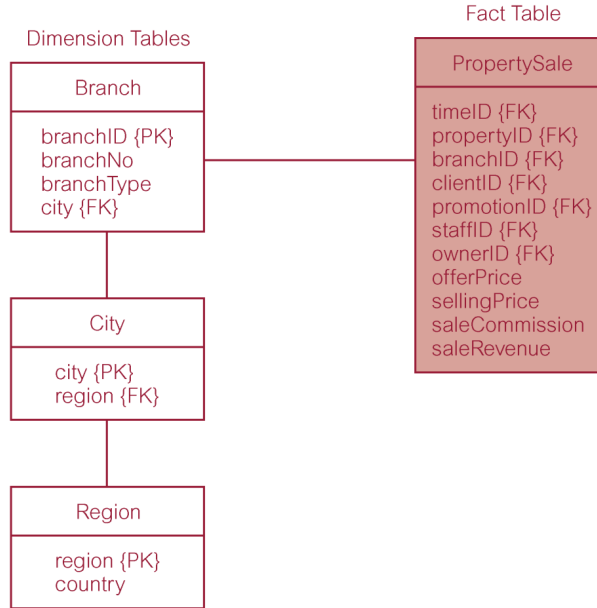 Dimension Tables
Branch
branchID {PK}
branchNo
branchType
city {FK}
City
city {PK}
region {FK}
Region
region {PK}
country
Fact Table
PropertySale
timeID {FK}
propertyID {FK}
branchID {FK}
clientID {FK}
promotionID {FK}
staffID {FK}
ownerID {FK}
offerPrice
sellingPrice
saleCommission
saleRevenue